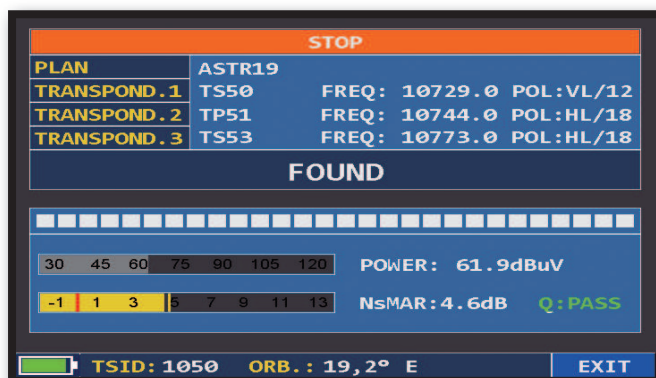 STOP
PLAN ASTR19
TRANSPOND.1 TS50 FREQ: 10729.0 POL:VL/12
TRANSPOND.2 TP51 FREQ: 10744.0 POL:HL/18
TRANSPOND.3 TS53 FREQ: 10773.0 POL:HL/18
FOUND
30 45 60 75 90 105 120 POWER: 61.9dBuV
-1 1 3 5 7 9 11 13 NsMAR:4.6dB Q:PASS
TSID:1050 ORB.:19,2° E EXIT